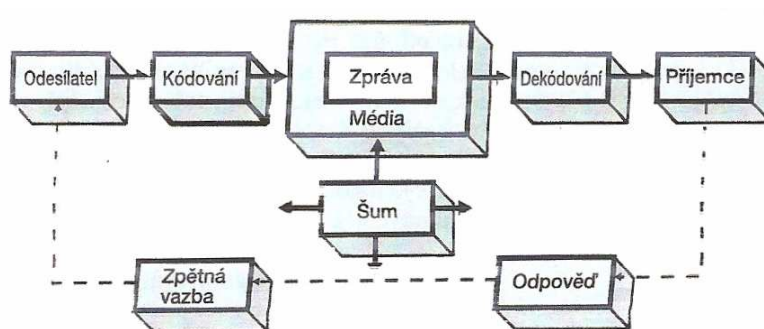 Odesílatel
Kódování
Zpráva
Média
Dekódování
Příjemce
Šum
Zpětná
vazba
Odpověď